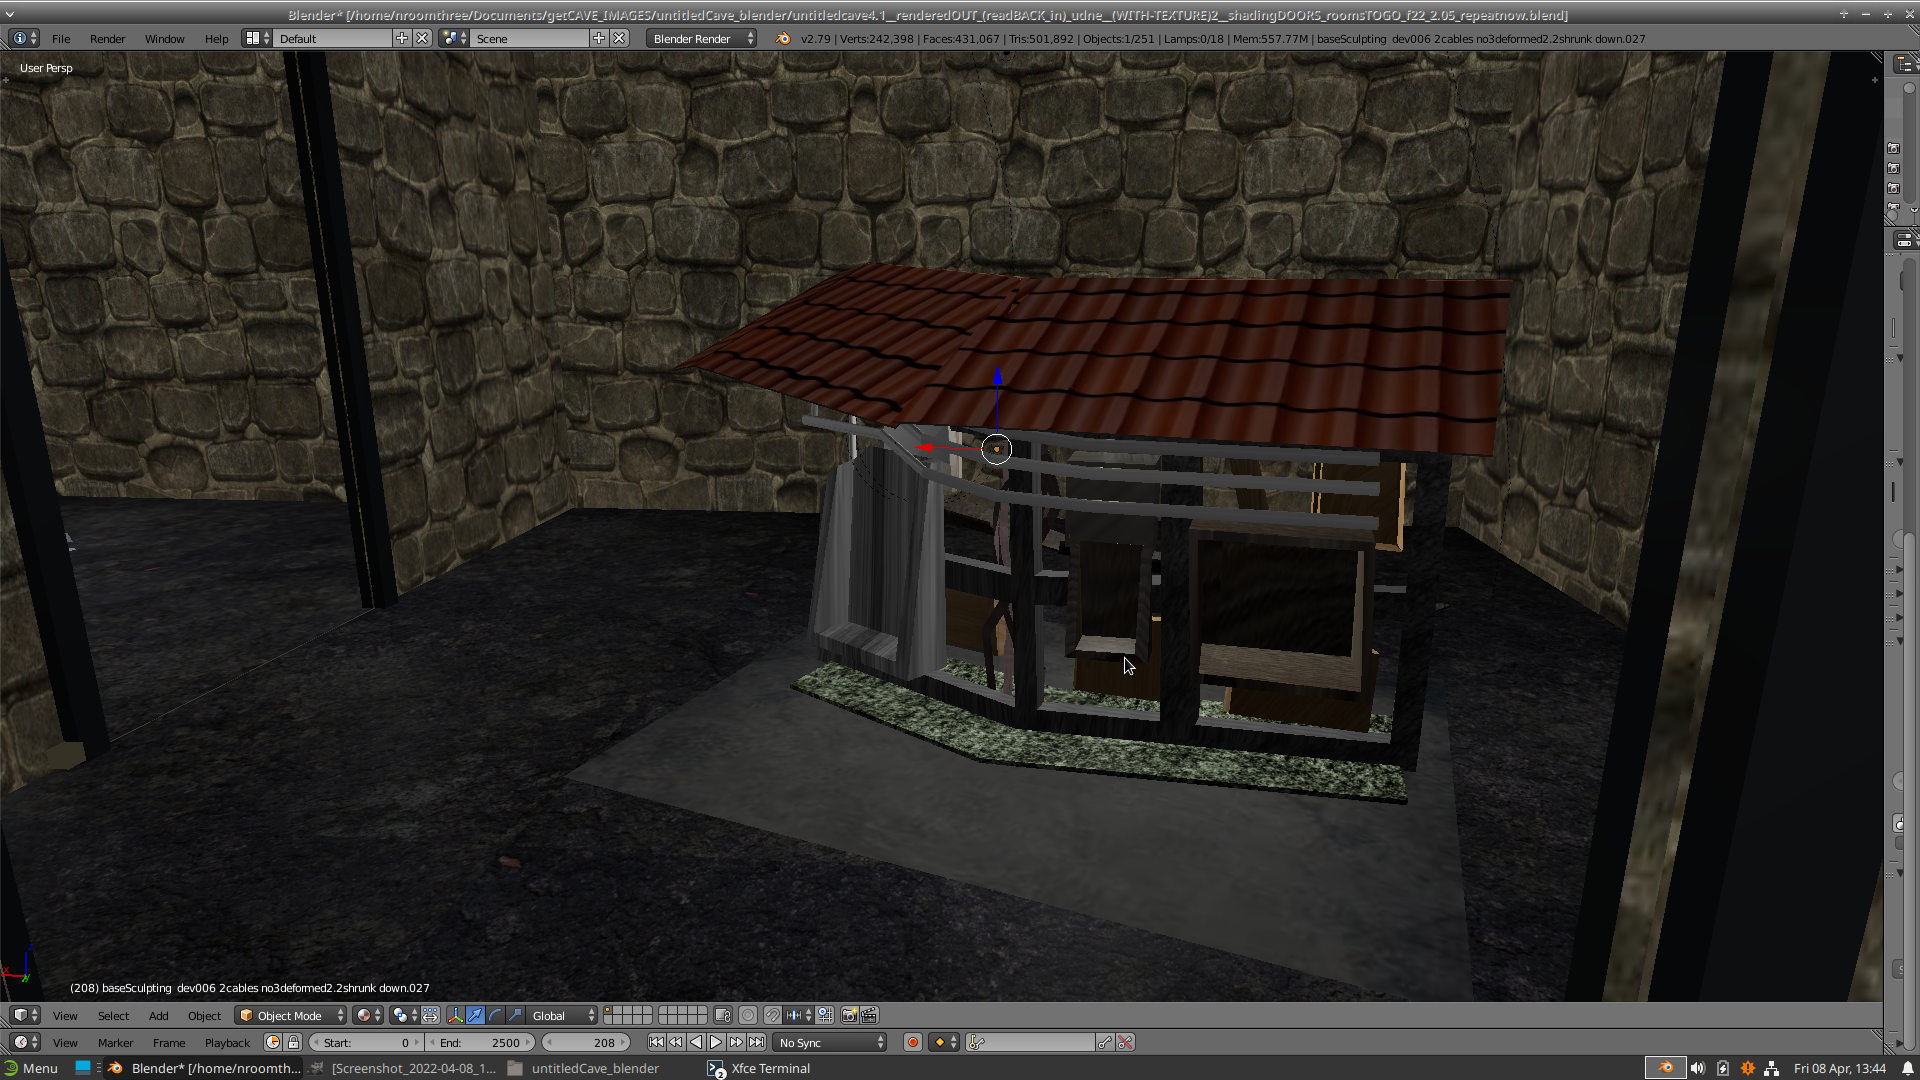 Blender* [/home/nroomthree/Documents/getCAVE_IMAGES/untitledCave_blender/untitledcave4.1__renderedOUT_(readBACK_in)_udne__(WITH-TEXTURE)2__shadingDOORS_roomsTOGO_f22_2.05_repeatnow.blend]
File Render Window Help Default Scene Blender Render v2.79 | Verts:242,398 | Faces:431,067 | Tris:501,892 | Objects:1/251 | Lamps:0/18 | Mem:557.77M | baseSculpting dev006 2cables no3deformed2.2shrunk down.027
User Persp
(208) baseSculpting dev006 2cables no3deformed2.2shrunk down.027
View Select Add Object Object Mode Global
View Marker Frame Playback Start: 0 End: 2500 208 No Sync
Menu Blender* [/home/nroomth... [Screenshot_2022-04-08_1... untitledCave_blender 2 Xfce Terminal Fri 08 Apr, 13:44